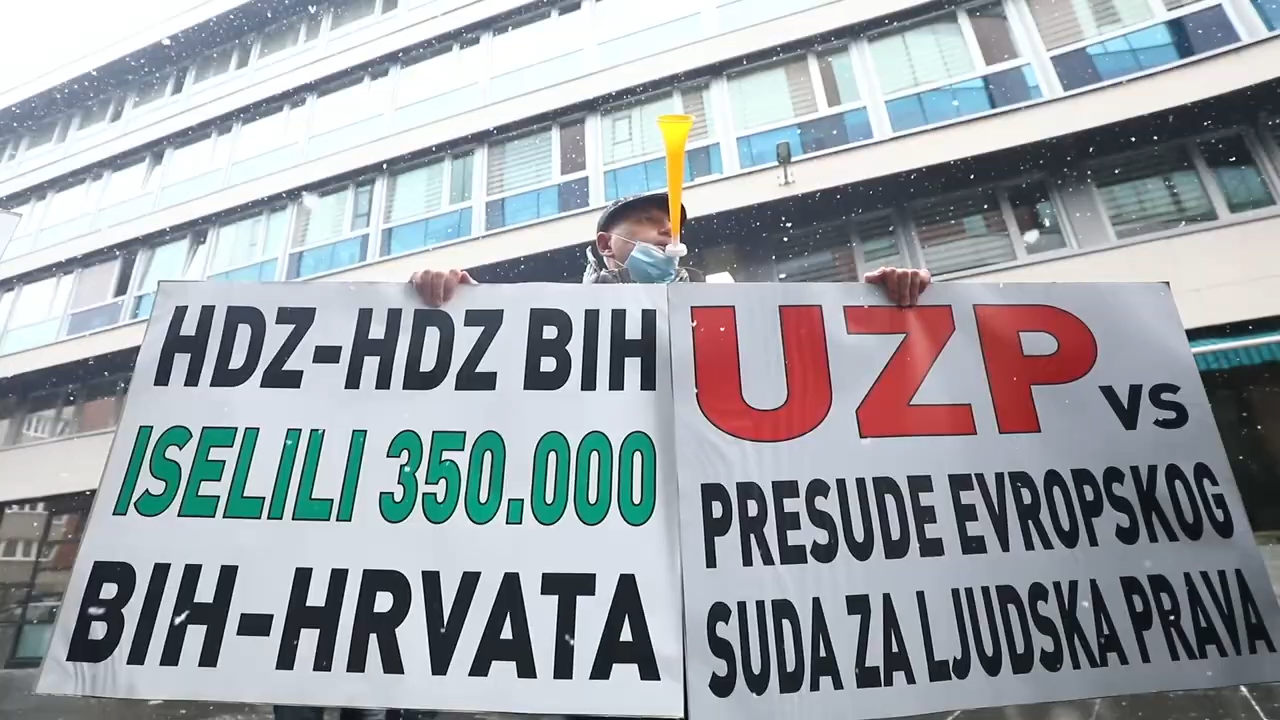 HDZ-HDZ BIH
ISELILI 350.000
BIH-HRVATA
UZP VS
PRESUDE EVROPSKOG
SUDA ZA LJUDSKA PRAVA